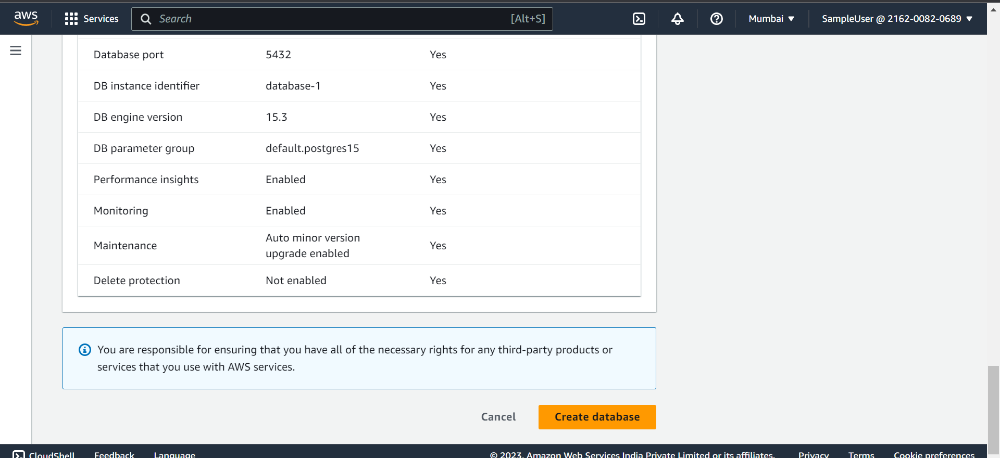 aws Services Search [Alt+S] Mumbai SampleUser @ 2162-0082-0689
Database port 5432 Yes
DB instance identifier database-1 Yes
DB engine version 15.3 Yes
DB parameter group default.postgres15 Yes
Performance insights Enabled Yes
Monitoring Enabled Yes
Maintenance Auto minor version upgrade enabled Yes
Delete protection Not enabled Yes
You are responsible for ensuring that you have all of the necessary rights for any third-party products or
services that you use with AWS services.
Cancel Create database
CloudShell Feedback Language © 2023, Amazon Web Services India Private Limited or its affiliates. Privacy Terms Cookie preferences